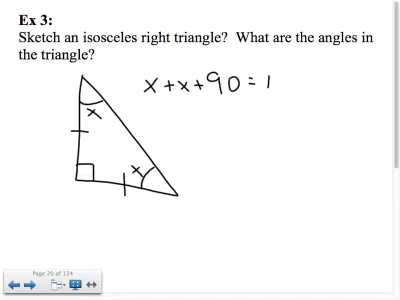 Ex 3:
Sketch an isosceles right triangle? What are the angles in
the triangle?
x + x + 90 = 1
x
x
Page 20 of 124